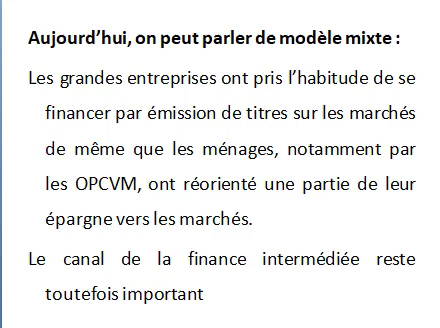 Aujourd’hui, on peut parler de modèle mixte :
Les grandes entreprises ont pris l’habitude de se
financer par émission de titres sur les marchés
de même que les ménages, notamment par
les OPCVM, ont réorienté une partie de leur
épargne vers les marchés.
Le canal de la finance intermédiée reste
toutefois important